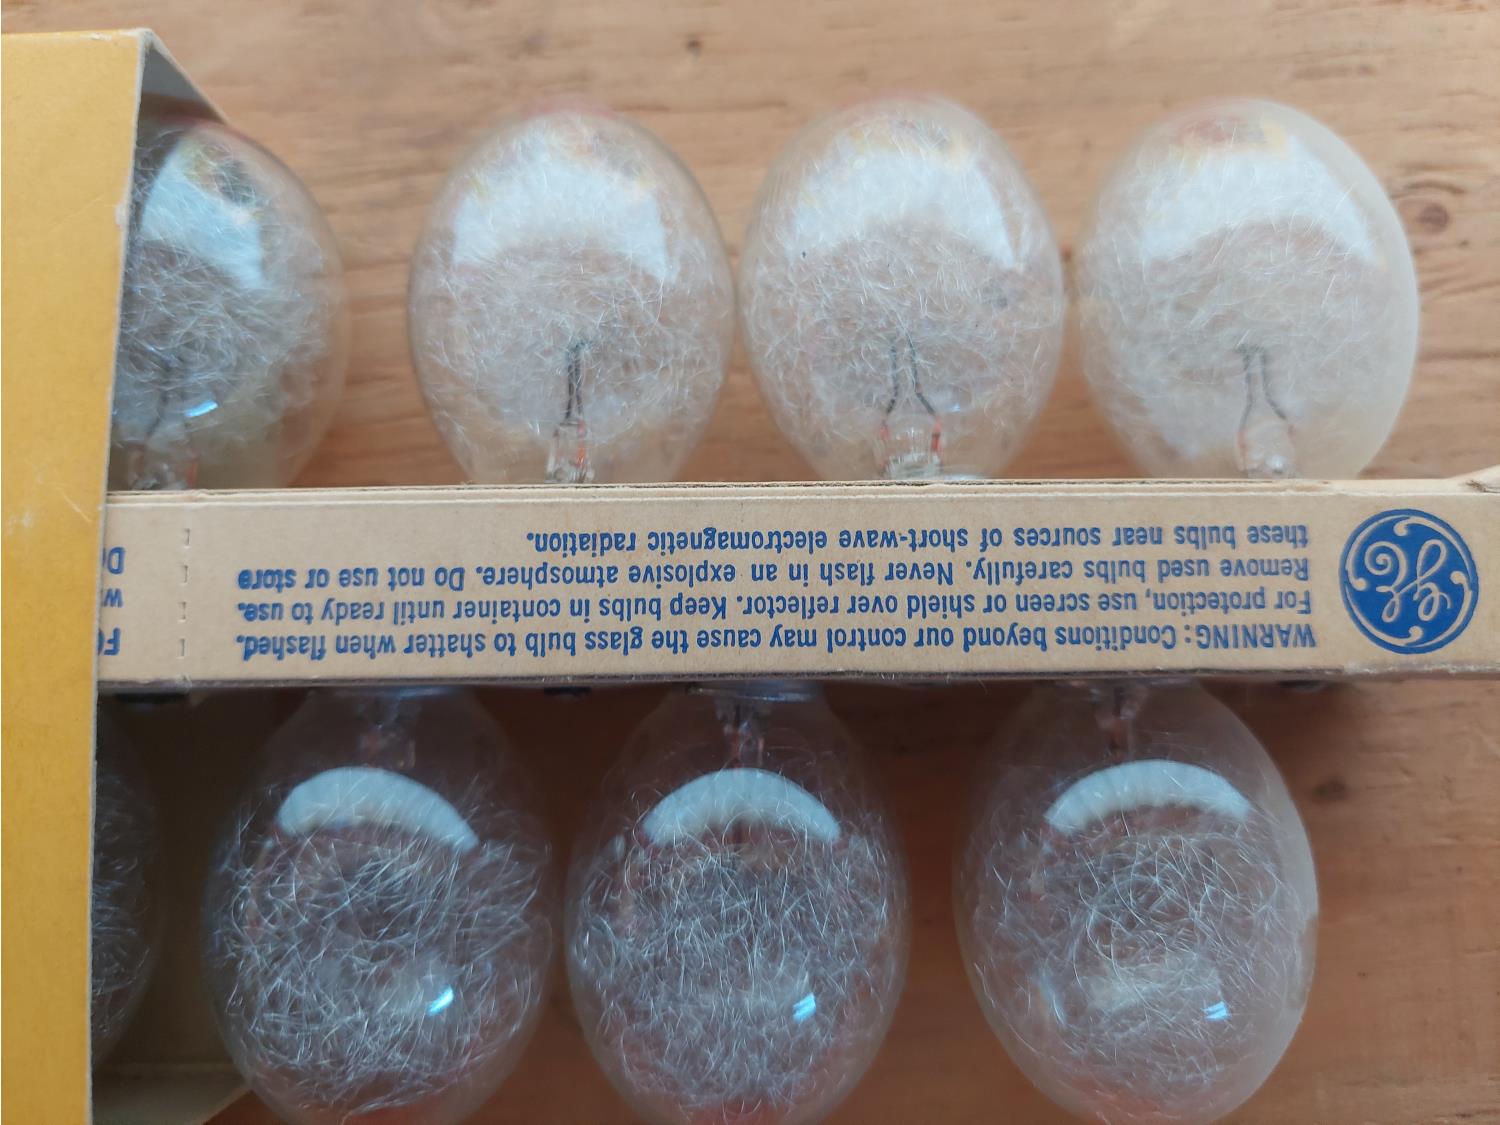 WARNING: Conditions beyond our control may cause the glass bulb to shatter when flashed.
For protection, use screen or shield over reflector. Keep bulbs in container until ready to use.
Remove used bulbs carefully. Never flash in an explosive atmosphere. Do not use or store
these bulbs near sources of short-wave electromagnetic radiation.
GE